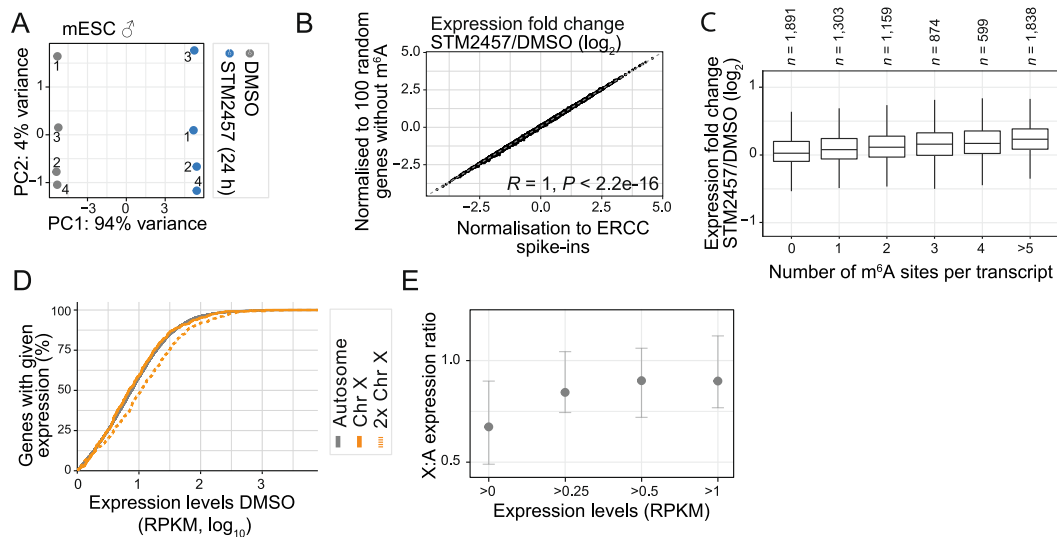 A
mESC ♂
PC2: 4% variance
1
0
−1
1
3
2
4
3
1
2
4
−3
0
3
PC1: 94% variance
DMSO
STM2457 (24 h)
B
Expression fold change
STM2457/DMSO (log2)
Normalised to 100 random
genes without m⁶A
5.0
2.5
0.0
−2.5
R = 1, P < 2.2e-16
−2.5
0.0
2.5
5.0
Normalisation to ERCC
spike-ins
C
n = 1,891
n = 1,303
n = 1,159
n = 874
n = 599
n = 1,838
Expression fold change
STM2457/DMSO (log2)
1
0
−1
0
1
2
3
4
>5
Number of m⁶A sites per transcript
D
Genes with given
expression (%)
100
75
50
25
0
0
1
2
3
Expression levels DMSO
(RPKM, log10)
Autosome
Chr X
2x Chr X
E
X:A expression ratio
1.0
0.5
>0
>0.25
>0.5
>1
Expression levels (RPKM)